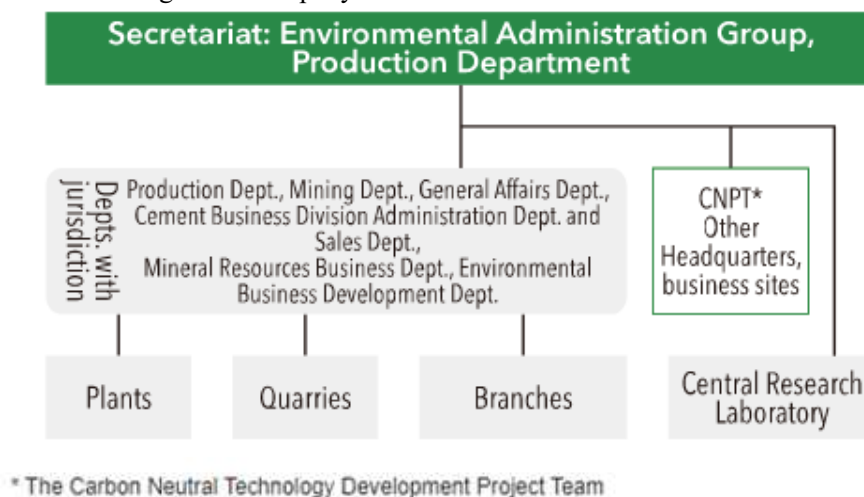 Secretariat: Environmental Administration Group,
Production Department
Depts. with
jurisdiction
Production Dept., Mining Dept., General Affairs Dept.,
Cement Business Division Administration Dept. and
Sales Dept.,
Mineral Resources Business Dept., Environmental
Business Development Dept.
CNPT*
Other
Headquarters,
business sites
Plants
Quarries
Branches
Central Research
Laboratory
* The Carbon Neutral Technology Development Project Team